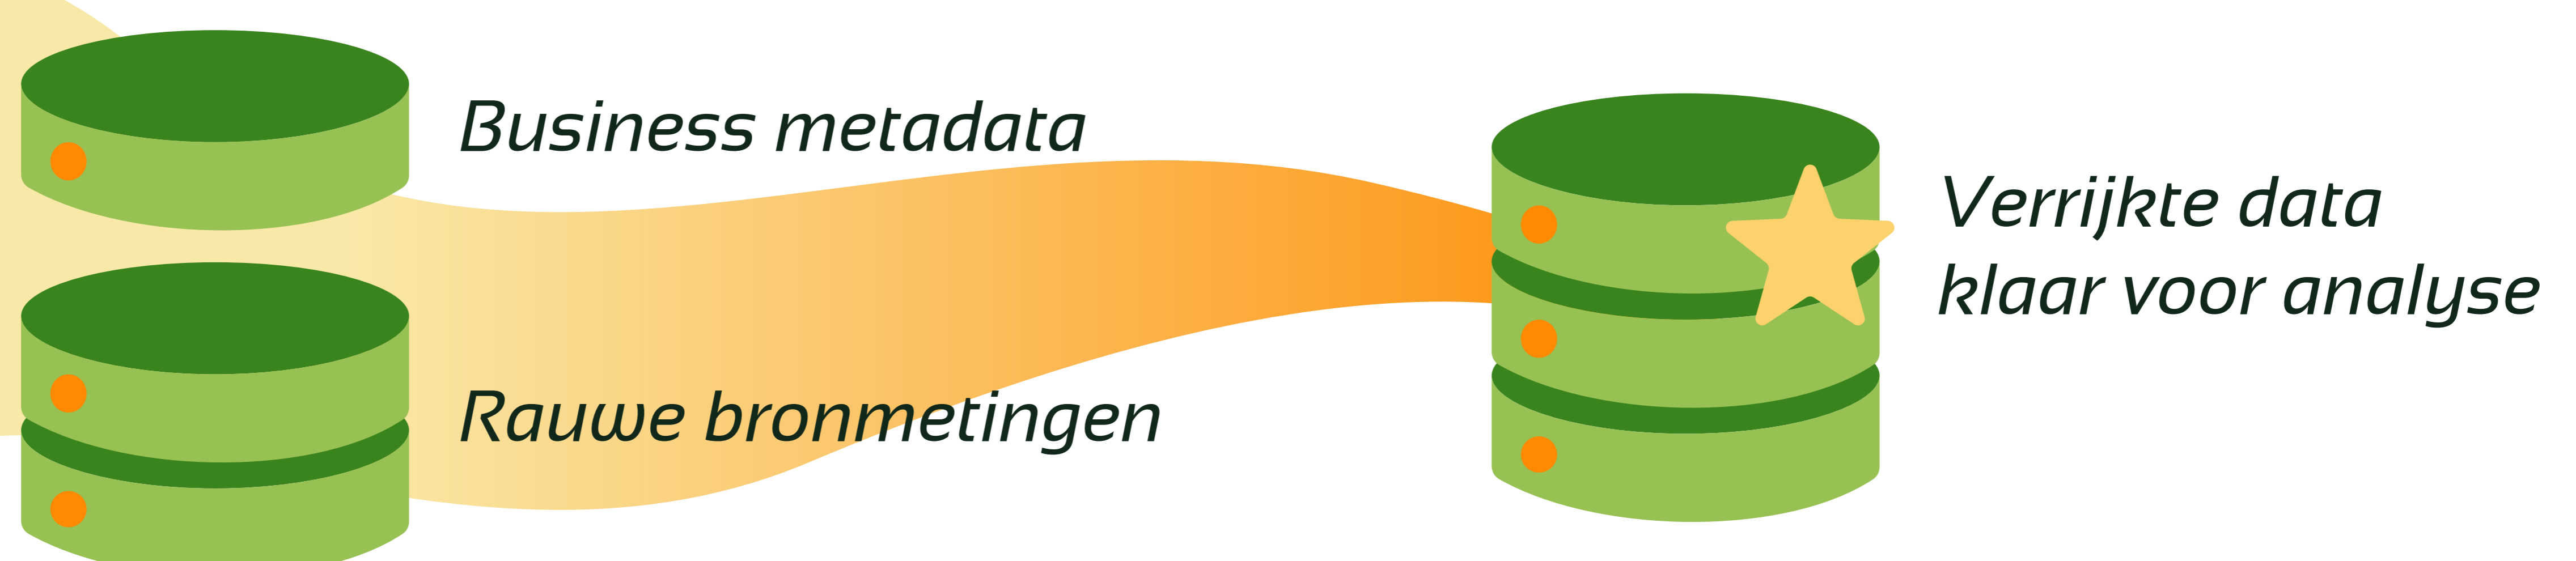 Business metadata
Rauwe bronmetingen
Verrijkte data
klaar voor analyse